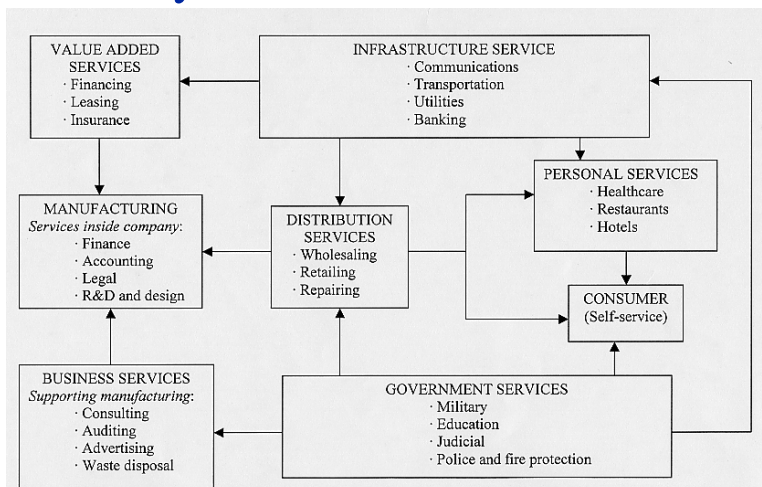 VALUE ADDED
SERVICES
· Financing
· Leasing
· Insurance
INFRASTRUCTURE SERVICE
· Communications
· Transportation
· Utilities
· Banking
PERSONAL SERVICES
· Healthcare
· Restaurants
· Hotels
MANUFACTURING
Services inside company:
· Finance
· Accounting
· Legal
· R&D and design
DISTRIBUTION
SERVICES
· Wholesaling
· Retailing
· Repairing
CONSUMER
(Self-service)
BUSINESS SERVICES
Supporting manufacturing:
· Consulting
· Auditing
· Advertising
· Waste disposal
GOVERNMENT SERVICES
· Military
· Education
· Judicial
· Police and fire protection